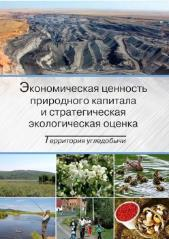 Экономическая ценность
природного капитала
и стратегическая
экологическая оценка
Территория угледобычи